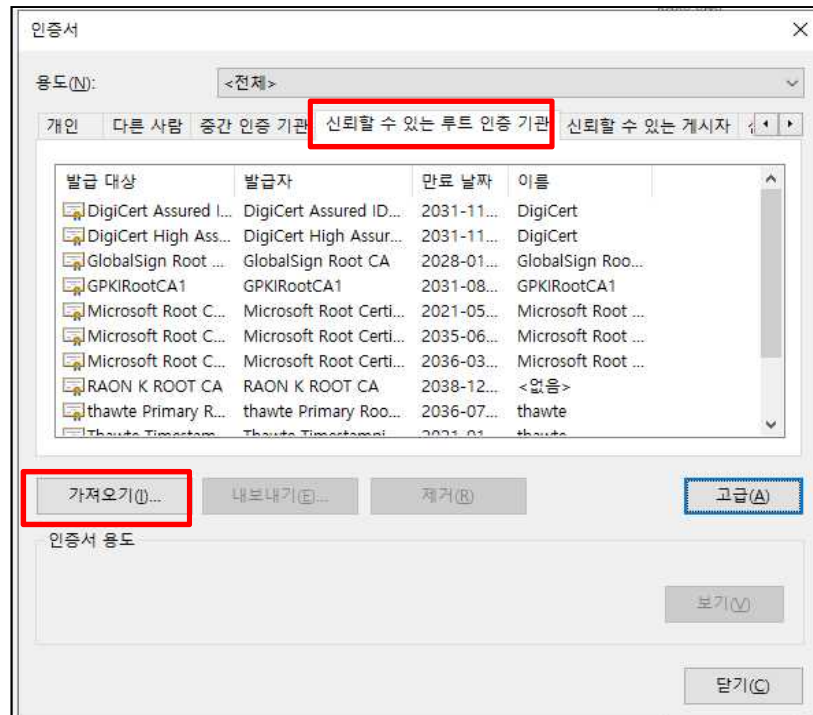 인증서
용도(N): <전체>
개인 다른 사람 중간 인증 기관 신뢰할 수 있는 루트 인증 기관 신뢰할 수 있는 게시자
발급 대상 발급자 만료 날짜 이름
DigiCert Assured I... DigiCert Assured ID... 2031-11... DigiCert
DigiCert High Ass... DigiCert High Assur... 2031-11... DigiCert
GlobalSign Root ... GlobalSign Root CA 2028-01... GlobalSign Roo...
GPKIRootCA1 GPKIRootCA1 2031-08... GPKIRootCA1
Microsoft Root C... Microsoft Root Certi... 2021-05... Microsoft Root ...
Microsoft Root C... Microsoft Root Certi... 2035-06... Microsoft Root ...
Microsoft Root C... Microsoft Root Certi... 2036-03... Microsoft Root ...
RAON K ROOT CA RAON K ROOT CA 2038-12... <없음>
thawte Primary R... thawte Primary Roo... 2036-07... thawte
Thawte Timestam... Thawte Timestampi... 2021-01... thawte
가져오기(I)... 내보내기(E)... 제거(R) 고급(A)
인증서 용도
보기(V)
닫기(C)